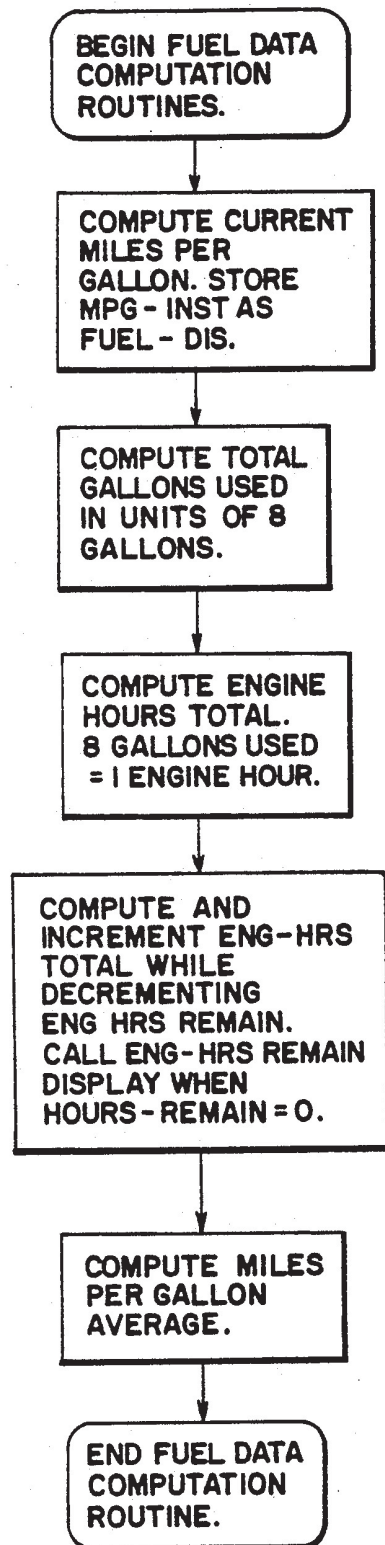 BEGIN FUEL DATA
COMPUTATION
ROUTINES.
COMPUTE CURRENT
MILES PER
GALLON. STORE
MPG-INST AS
FUEL-DIS.
COMPUTE TOTAL
GALLONS USED
IN UNITS OF 8
GALLONS.
COMPUTE ENGINE
HOURS TOTAL.
8 GALLONS USED
= 1 ENGINE HOUR.
COMPUTE AND
INCREMENT ENG-HRS
TOTAL WHILE
DECREMENTING
ENG HRS REMAIN.
CALL ENG-HRS REMAIN
DISPLAY WHEN
HOURS-REMAIN=0.
COMPUTE MILES
PER GALLON
AVERAGE.
END FUEL DATA
COMPUTATION
ROUTINE.